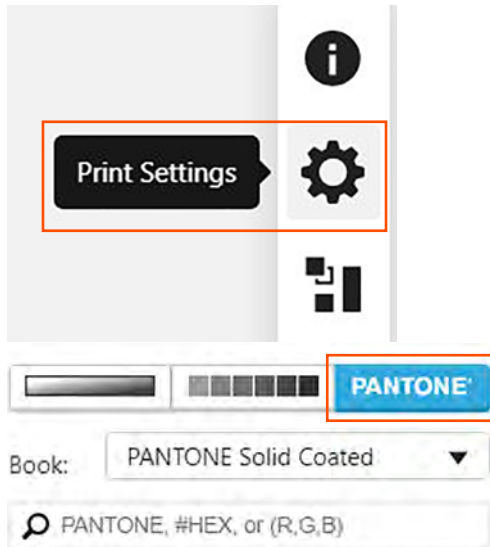 Print Settings
PANTONE®
Book: PANTONE Solid Coated
PANTONE, #HEX, or (R,G,B)